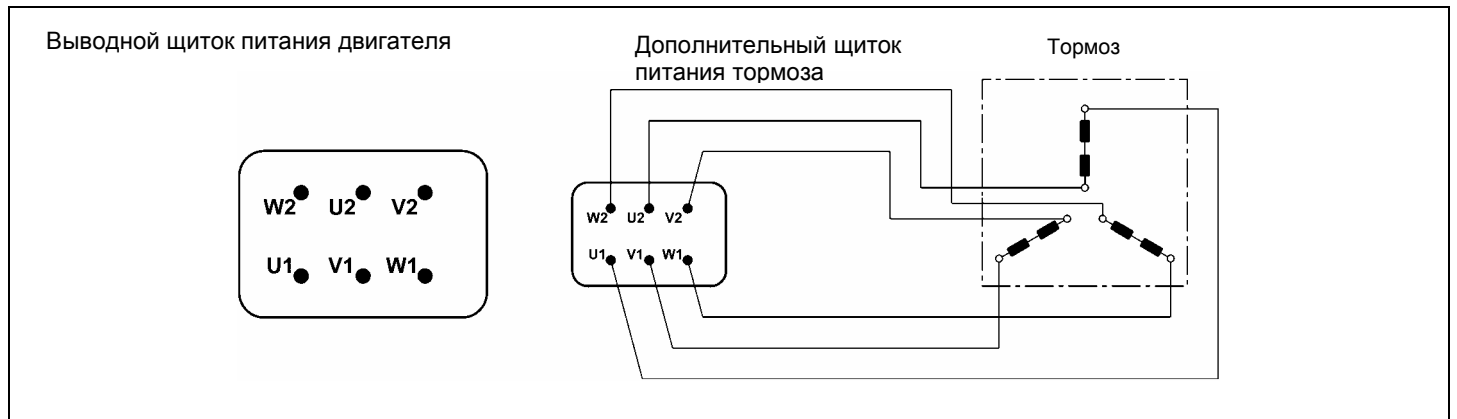 Выводной щиток питания двигателя
Дополнительный щиток
питания тормоза
Тормоз
W2 U2 V2
U1 V1 W1
W2 U2 V2
U1 V1 W1